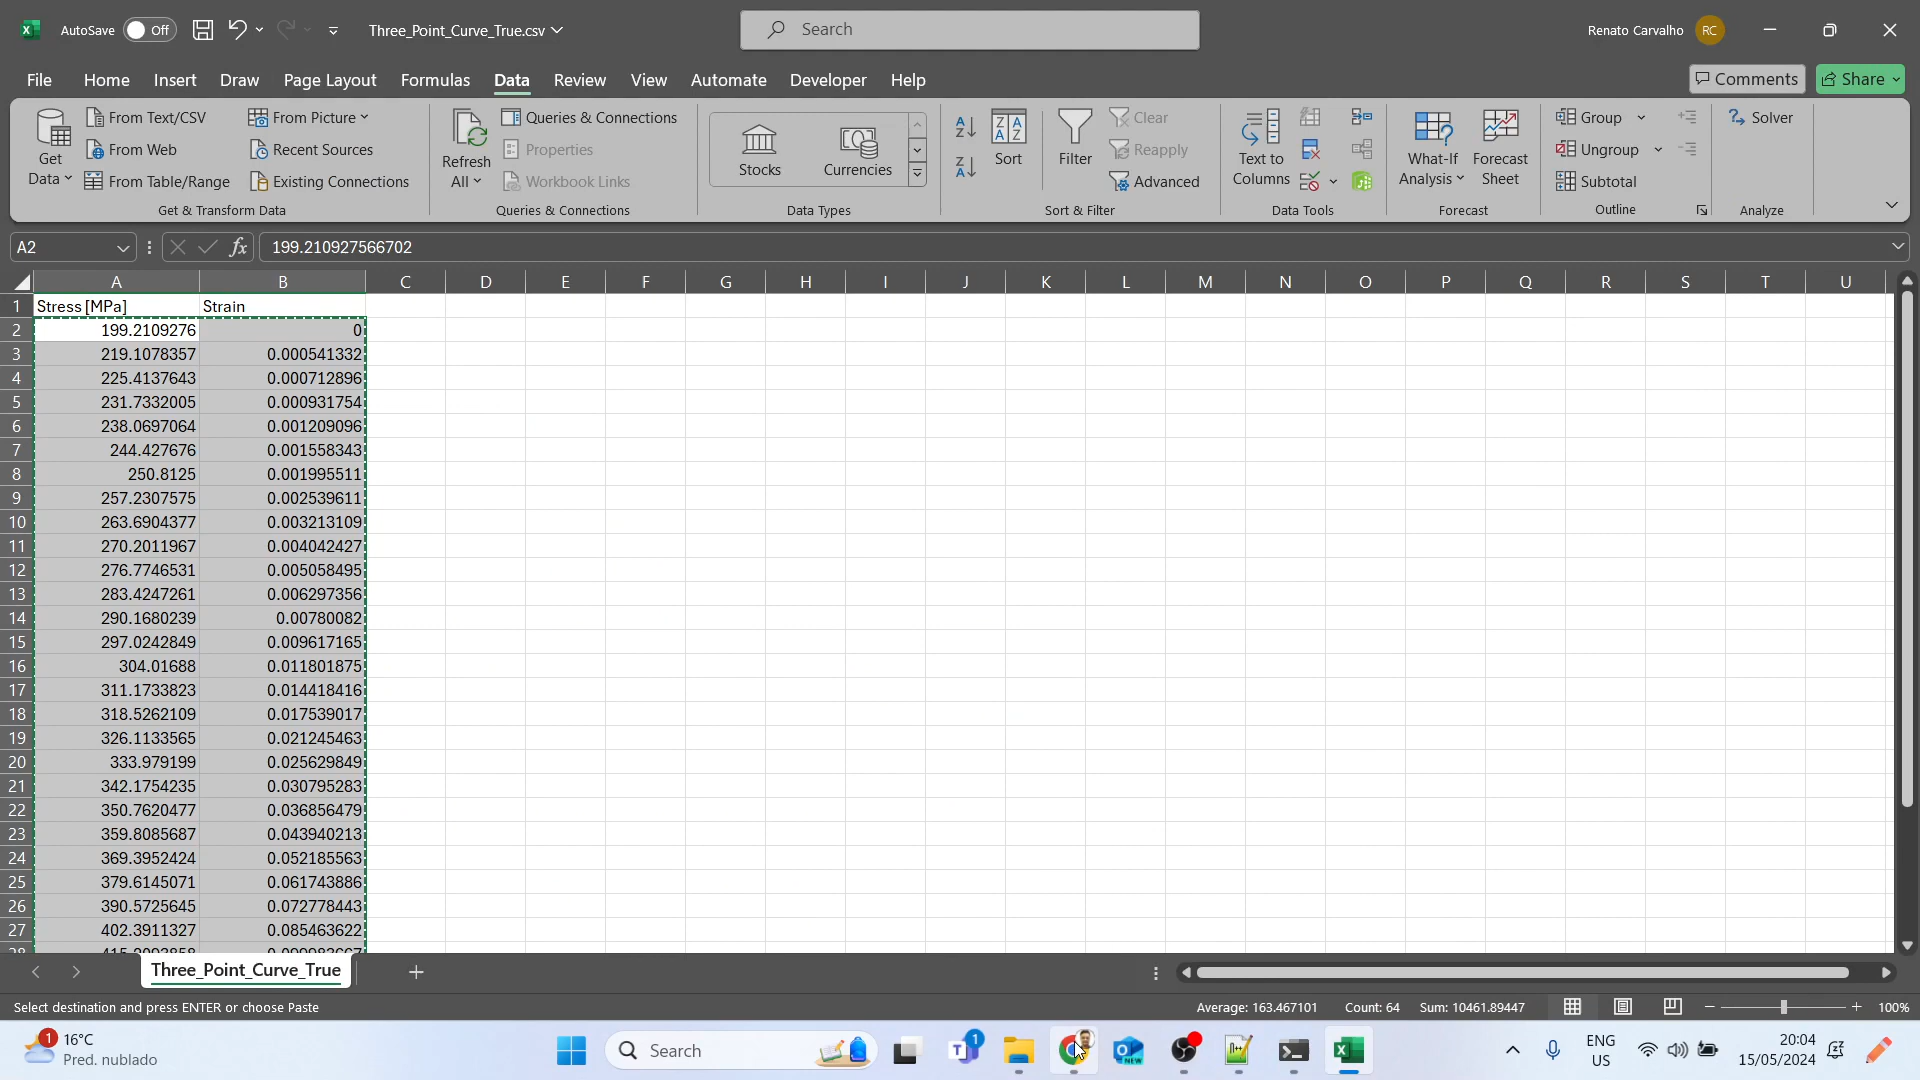 AutoSave Off Three_Point_Curve_True.csv Search Renato Carvalho RC
File Home Insert Draw Page Layout Formulas Data Review View Automate Developer Help Comments Share
Get Data From Text/CSV From Web From Table/Range From Picture Recent Sources Existing Connections
Refresh All Queries & Connections Properties Workbook Links
Stocks Currencies
Sort Filter Clear Reapply Advanced
Text to Columns What-If Analysis Forecast Sheet
Group Ungroup Subtotal Solver
Get & Transform Data Queries & Connections Data Types Sort & Filter Data Tools Forecast Outline Analyze
A2 fx 199.210927566702
A B C D E F G H I J K L M N O P Q R S T U
1 Stress [MPa] Strain
2 199.2109276 0
3 219.1078357 0.000541332
4 225.4137643 0.000712896
5 231.7332005 0.000931754
6 238.0697064 0.001209096
7 244.427676 0.001558343
8 250.8125 0.001995511
9 257.2307575 0.002539611
10 263.6904377 0.003213109
11 270.2011967 0.004042427
12 276.7746531 0.005058495
13 283.4247261 0.006297356
14 290.1680239 0.00780082
15 297.0242849 0.009617165
16 304.01688 0.011801875
17 311.1733823 0.014418416
18 318.5262109 0.017539017
19 326.1133565 0.021245463
20 333.979199 0.025629849
21 342.1754235 0.030795283
22 350.7620477 0.036856479
23 359.8085687 0.043940213
24 369.3952424 0.052185563
25 379.6145071 0.061743886
26 390.5725645 0.072778443
27 402.3911327 0.085463622
Three_Point_Curve_True
Select destination and press ENTER or choose Paste Average: 163.467101 Count: 64 Sum: 10461.89447 100%
1 16°C
Pred. nublado
Search
1
ENG
US
20:04
15/05/2024